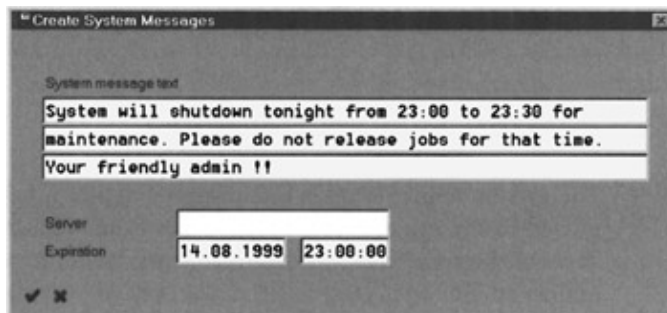 Create System Messages
System message text
System will shutdown tonight from 23:00 to 23:30 for
maintenance. Please do not release jobs for that time.
Your friendly admin !!
Server
Expiration 14.08.1999 23:00:00